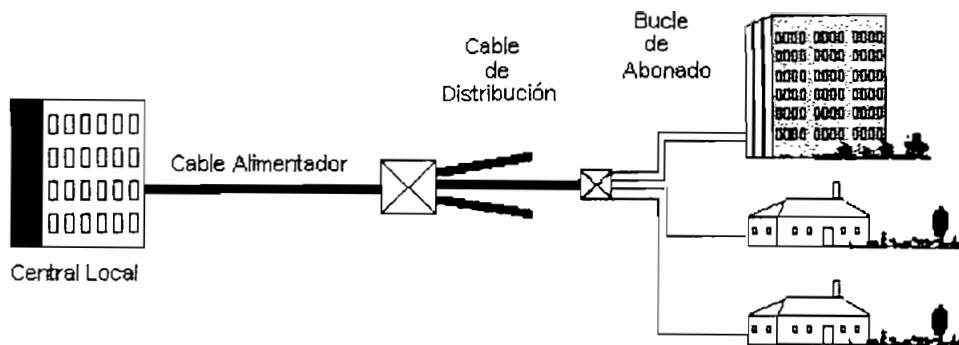 Cable
de
Distribución
Bucle
de
Abonado
Cable Alimentador
Central Local